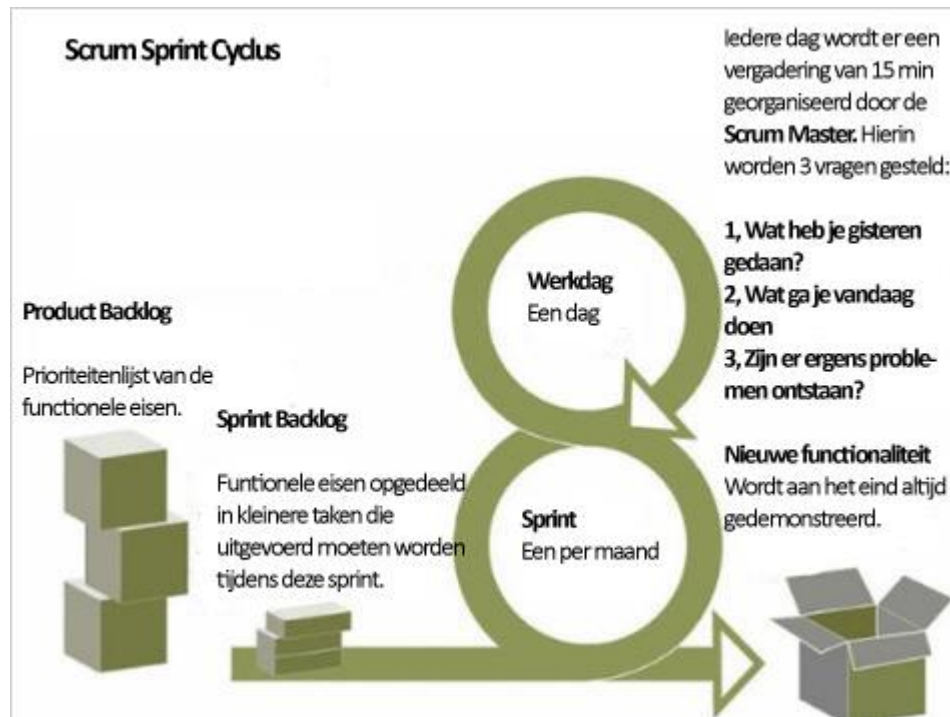 Scrum Sprint Cyclus
Iedere dag wordt er een
vergadering van 15 min
georganiseerd door de
Scrum Master. Hierin
worden 3 vragen gesteld:
1, Wat heb je gisteren
gedaan?
2, Wat ga je vandaag
doen
3, Zijn er ergens proble-
men ontstaan?
Werkdag
Een dag
Product Backlog
Prioriteitenlijst van de
functionele eisen.
Sprint Backlog
Funtionele eisen opgedeeld
in kleinere taken die
uitgevoerd moeten worden
tijdens deze sprint.
Sprint
Een per maand
Nieuwe functionaliteit
Wordt aan het eind altijd
gedemonstreerd.